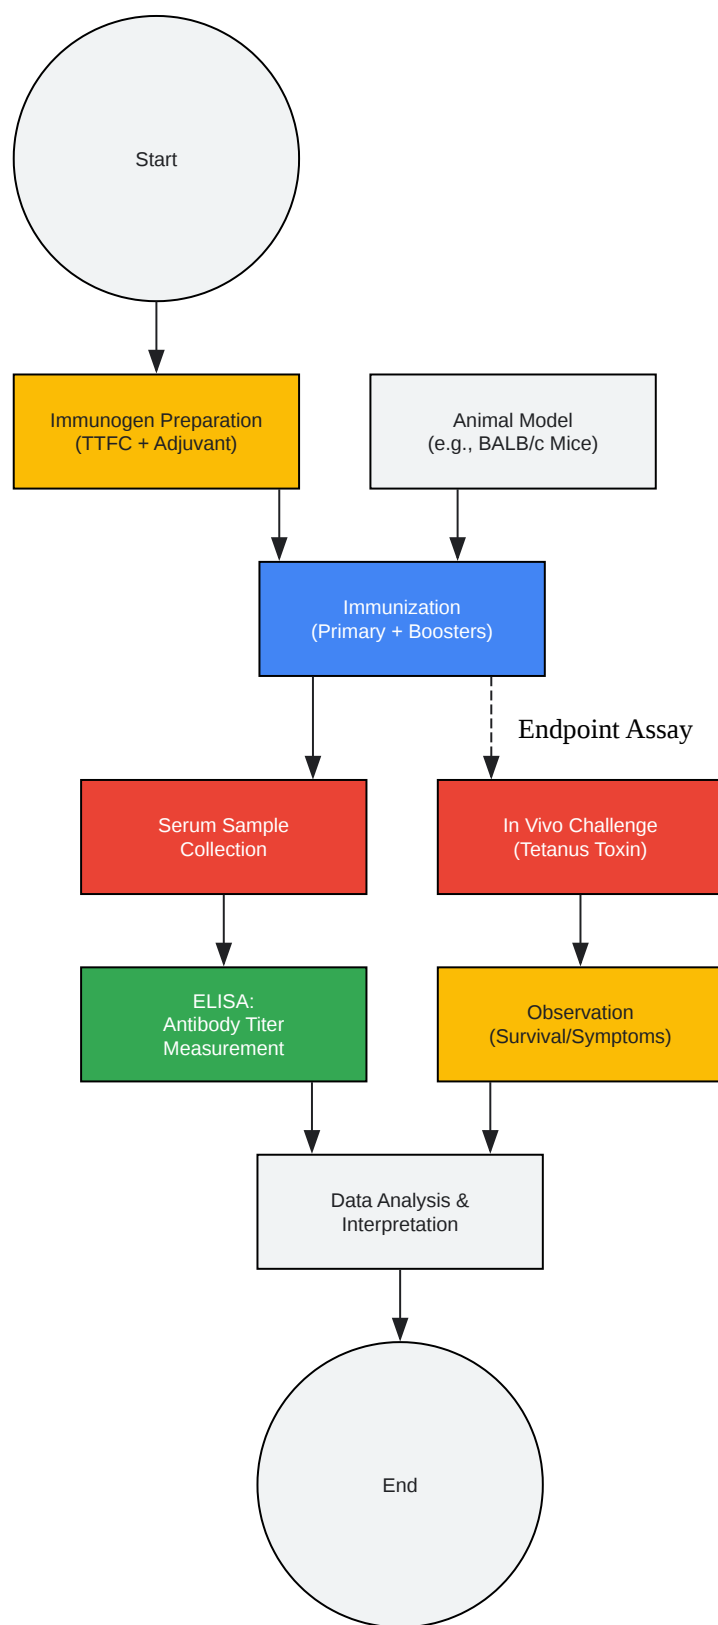 Start
Immunogen Preparation
(TTFC + Adjuvant)
Animal Model
(e.g., BALB/c Mice)
Immunization
(Primary + Boosters)
Endpoint Assay
Serum Sample
Collection
In Vivo Challenge
(Tetanus Toxin)
ELISA:
Antibody Titer
Measurement
Observation
(Survival/Symptoms)
Data Analysis &
Interpretation
End